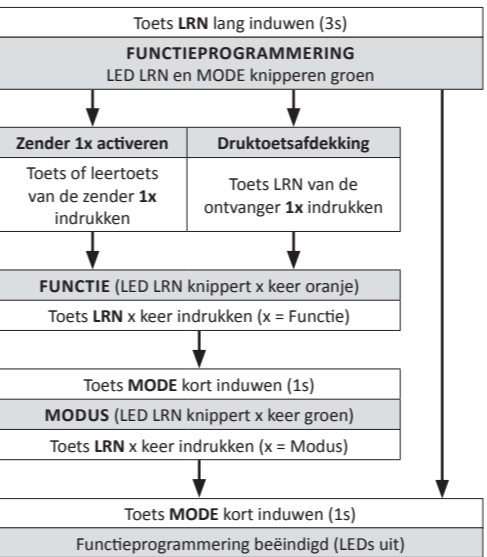 Toets LRN lang induwen (3s)
FUNCTIEPROGRAMMERING
LED LRN en MODE knipperen groen
Zender 1x activeren
Toets of leertoets
van de zender 1x
indrukken
Druktoetsafdekking
Toets LRN van de
ontvanger 1x indrukken
FUNCTIE (LED LRN knippert x keer oranje)
Toets LRN x keer indrukken (x = Functie)
Toets MODE kort induwen (1s)
MODUS (LED LRN knippert x keer groen)
Toets LRN x keer indrukken (x = Modus)
Toets MODE kort induwen (1s)
Functieprogrammering beëindigd (LEDs uit)